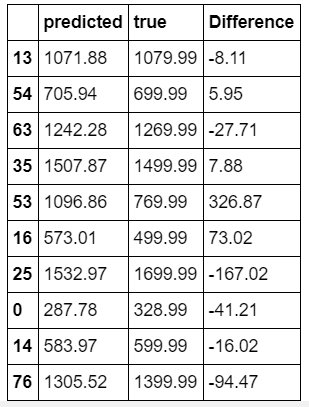 predicted true Difference
13 1071.88 1079.99 -8.11
54 705.94 699.99 5.95
63 1242.28 1269.99 -27.71
35 1507.87 1499.99 7.88
53 1096.86 769.99 326.87
16 573.01 499.99 73.02
25 1532.97 1699.99 -167.02
0 287.78 328.99 -41.21
14 583.97 599.99 -16.02
76 1305.52 1399.99 -94.47